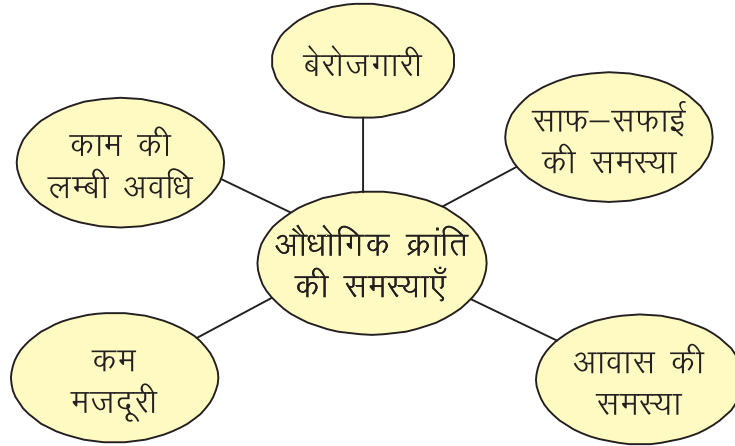 बेरोजगारी
साफ–सफाई
की समस्या
काम की
लम्बी अवधि
औधोगिक क्रांति
की समस्याएँ
कम
मजदूरी
आवास की
समस्या